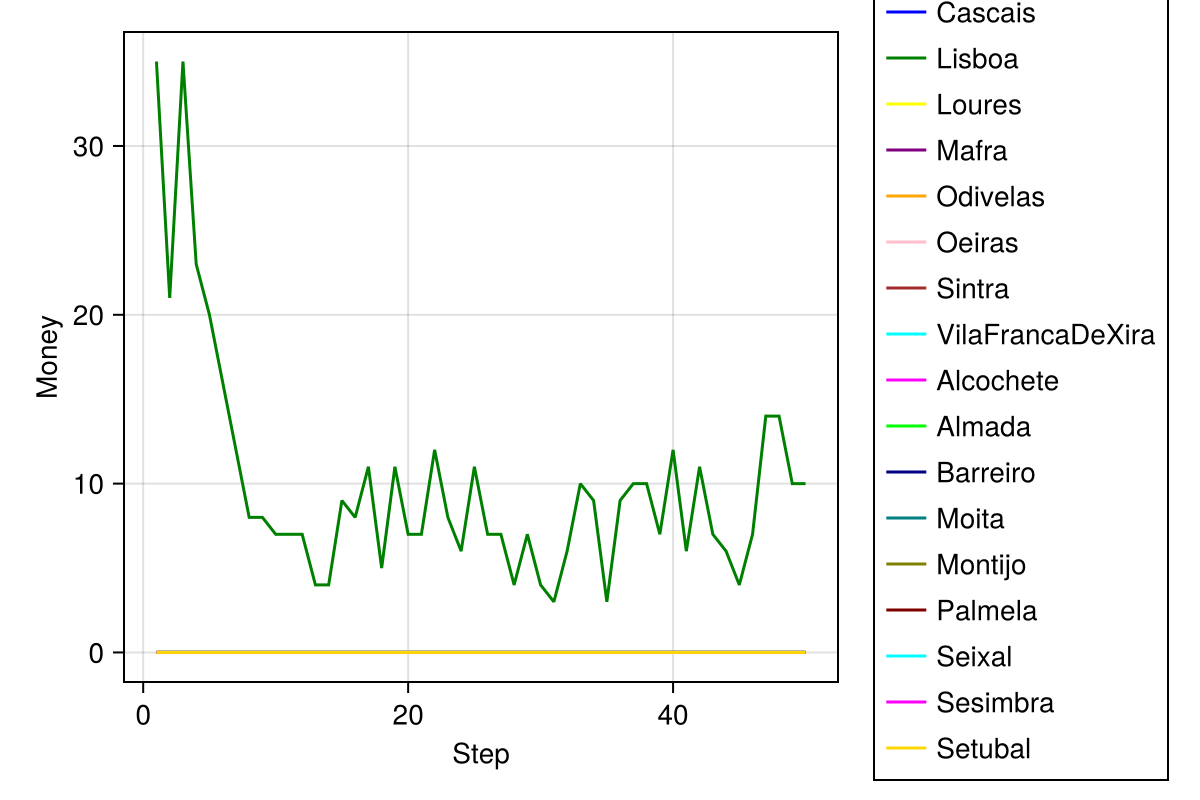 Cascais
Lisboa
Loures
Mafra
Odivelas
Oeiras
Sintra
VilaFrancaDeXira
Alcochete
Almada
Barreiro
Moita
Montijo
Palmela
Seixal
Sesimbra
Setubal
Money
30
20
10
0
0 20 40
Step